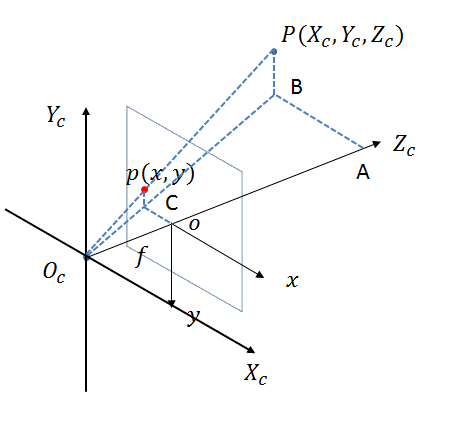 P(X_c, Y_c, Z_c)
B
Y_c
Z_c
p(x, y)
A
C
o
O_c
f
x
y
X_c